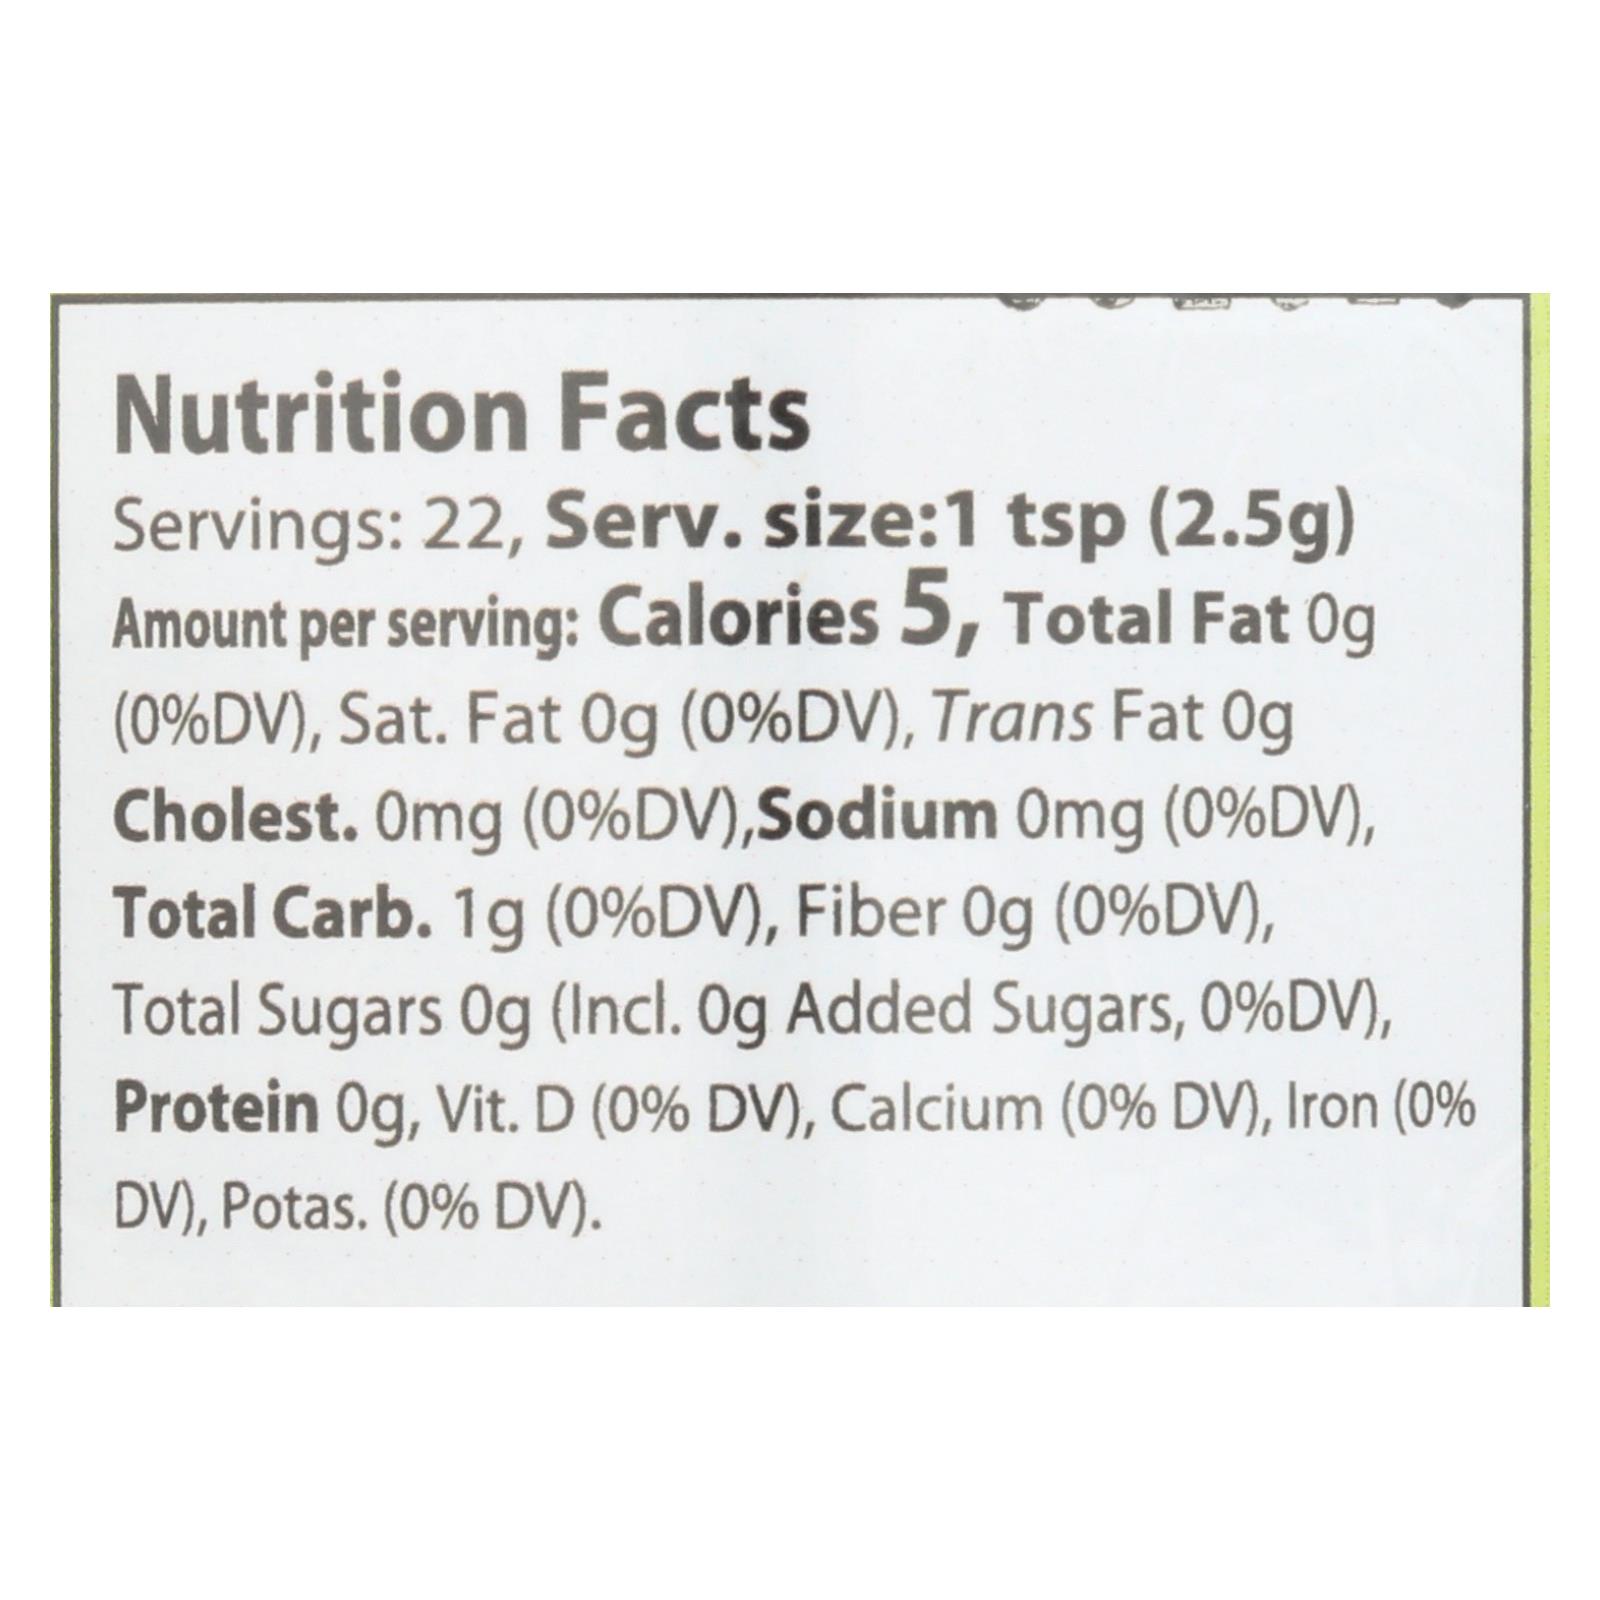 Nutrition Facts
Servings: 22, Serv. size:1 tsp (2.5g)
Amount per serving: Calories 5, Total Fat 0g
(0%DV), Sat. Fat 0g (0%DV), Trans Fat 0g
Cholest. 0mg (0%DV),Sodium 0mg (0%DV),
Total Carb. 1g (0%DV), Fiber 0g (0%DV),
Total Sugars 0g (Incl. 0g Added Sugars, 0%DV),
Protein 0g, Vit. D (0% DV), Calcium (0% DV), Iron (0%
DV), Potas. (0% DV).